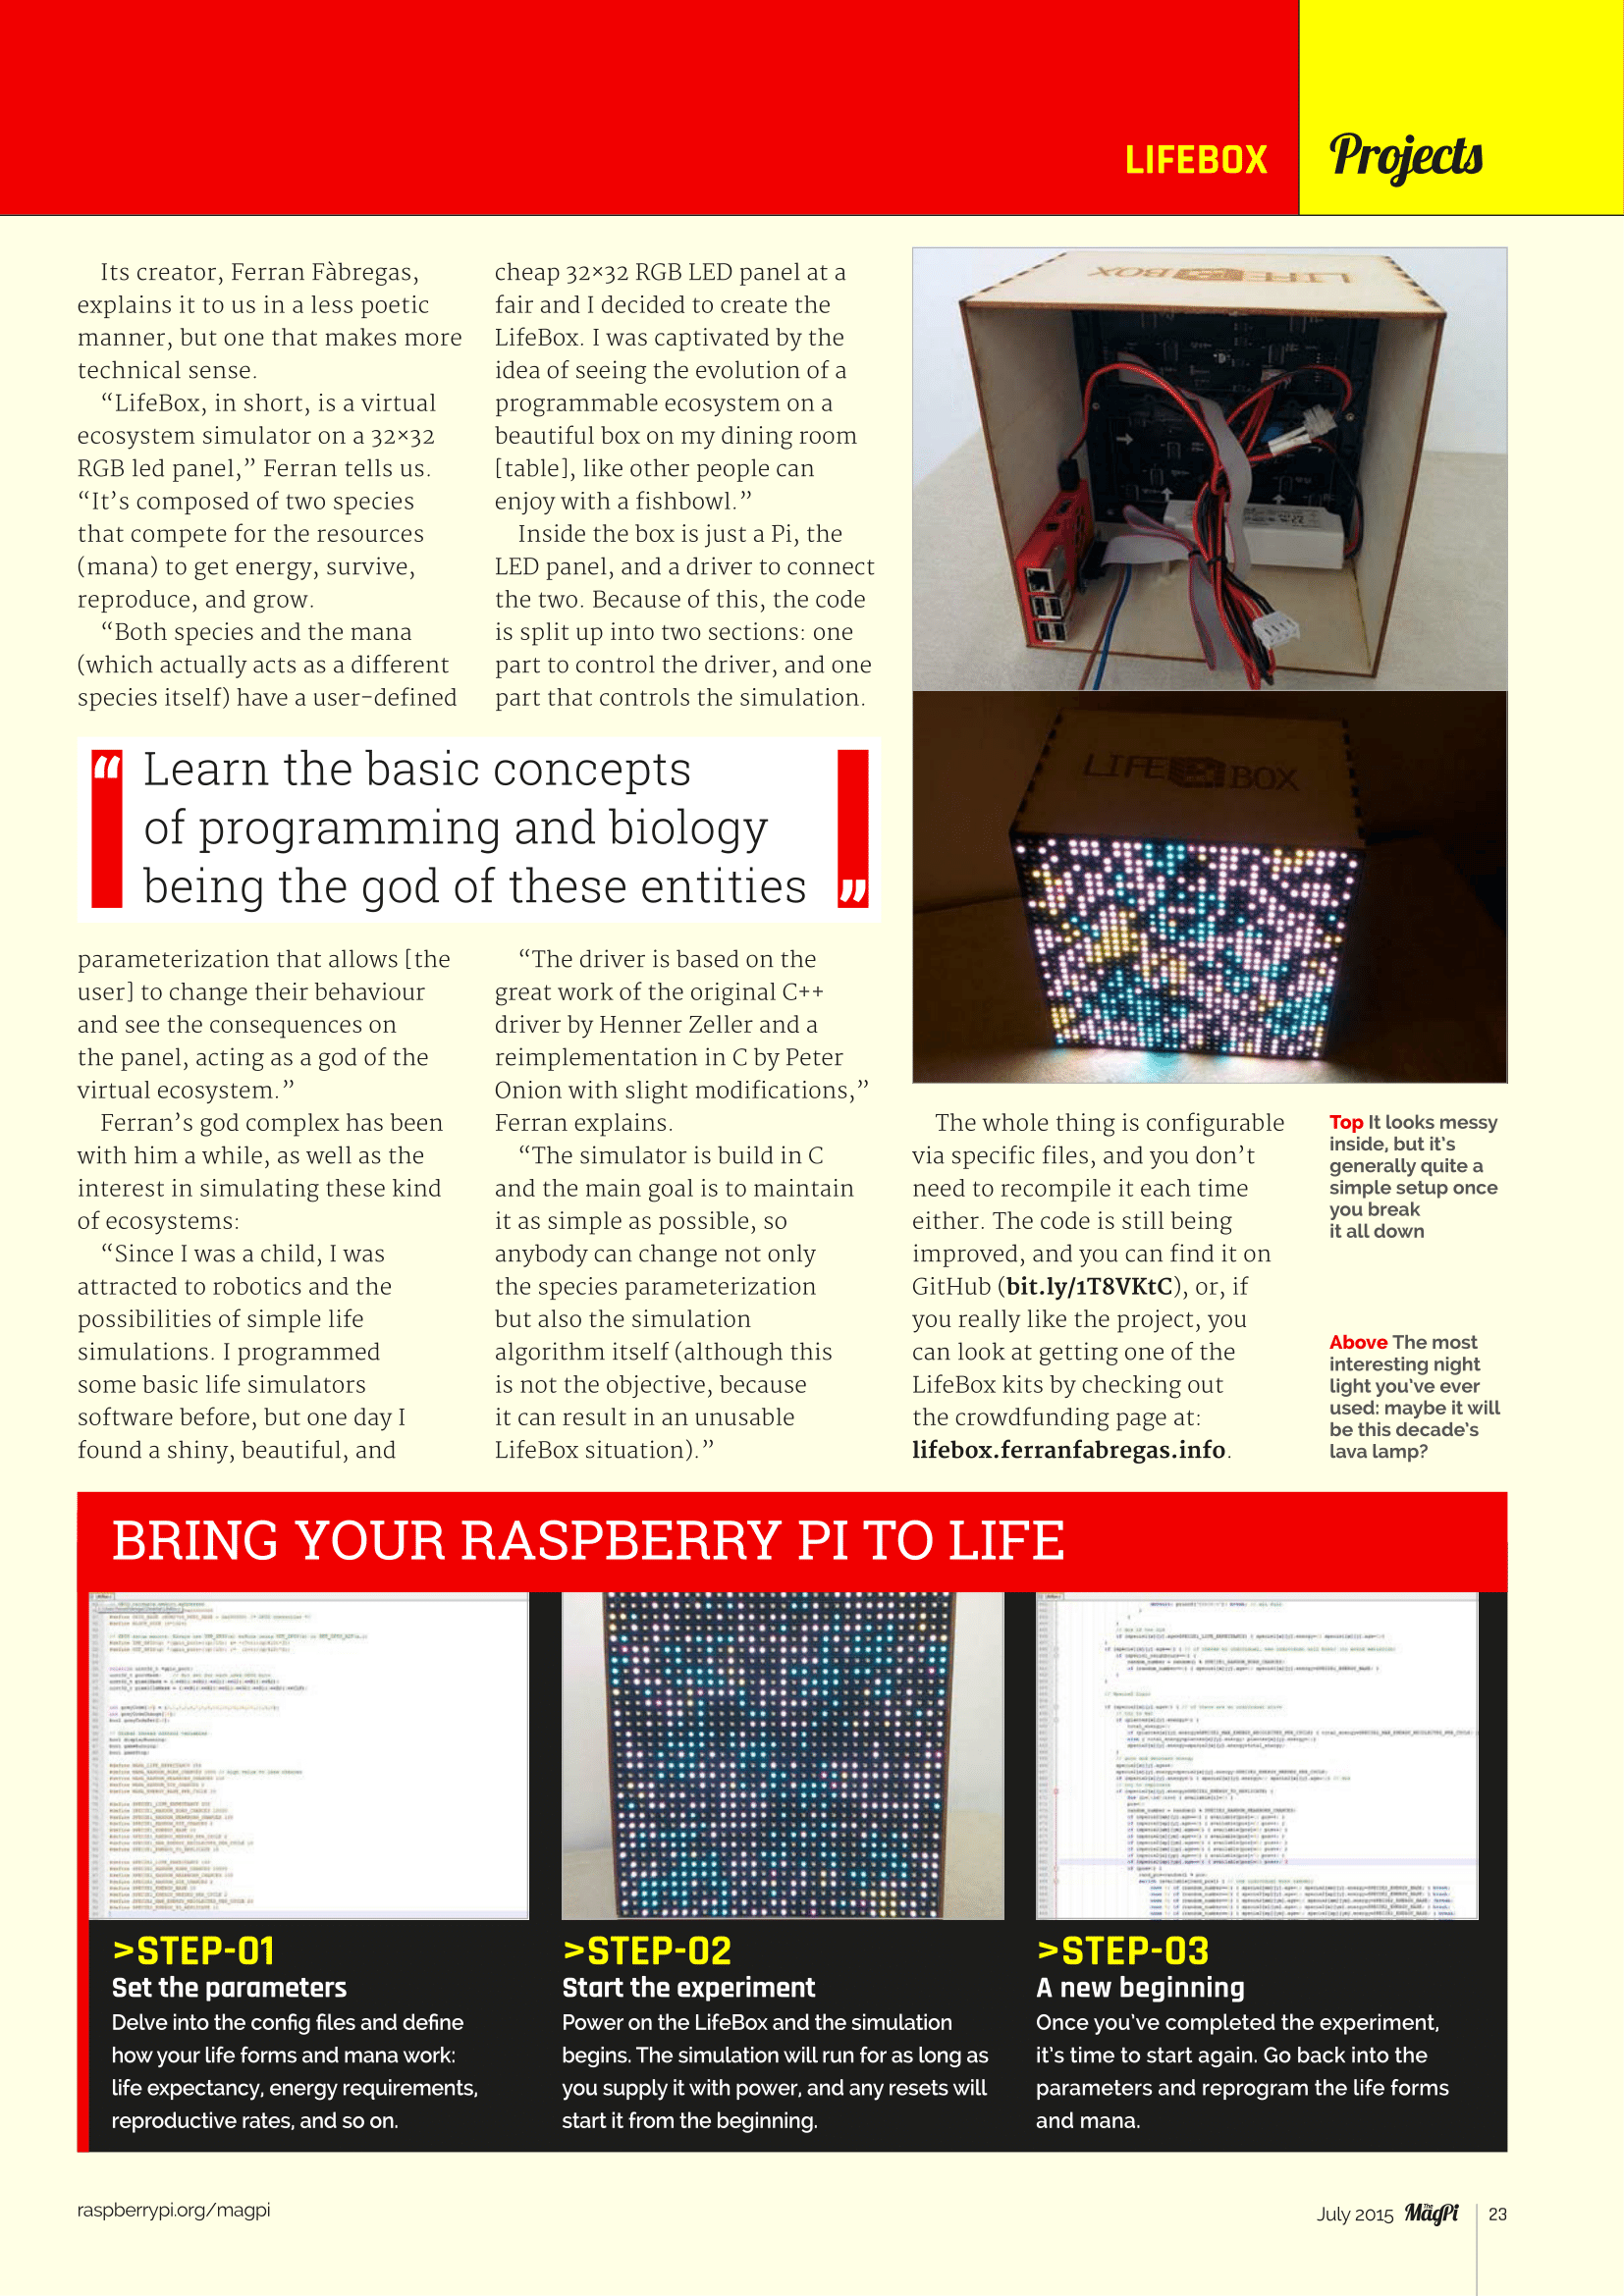 LIFEBOX
Projects
Its creator, Ferran Fàbregas,
explains it to us in a less poetic
manner, but one that makes more
technical sense.
“LifeBox, in short, is a virtual
ecosystem simulator on a 32×32
RGB led panel,” Ferran tells us.
“It’s composed of two species
that compete for the resources
(mana) to get energy, survive,
reproduce, and grow.
“Both species and the mana
(which actually acts as a different
species itself) have a user-defined
parameterization that allows [the
user] to change their behaviour
and see the consequences on
the panel, acting as a god of the
virtual ecosystem.”
Ferran’s god complex has been
with him a while, as well as the
interest in simulating these kind
of ecosystems:
“Since I was a child, I was
attracted to robotics and the
possibilities of simple life
simulations. I programmed
some basic life simulators
software before, but one day I
found a shiny, beautiful, and
cheap 32×32 RGB LED panel at a
fair and I decided to create the
LifeBox. I was captivated by the
idea of seeing the evolution of a
programmable ecosystem on a
beautiful box on my dining room
[table], like other people can
enjoy with a fishbowl.”
Inside the box is just a Pi, the
LED panel, and a driver to connect
the two. Because of this, the code
is split up into two sections: one
part to control the driver, and one
part that controls the simulation.
“The driver is based on the
great work of the original C++
driver by Henner Zeller and a
reimplementation in C by Peter
Onion with slight modifications,”
Ferran explains.
“The simulator is build in C
and the main goal is to maintain
it as simple as possible, so
anybody can change not only
the species parameterization
but also the simulation
algorithm itself (although this
is not the objective, because
it can result in an unusable
LifeBox situation).”
“Learn the basic concepts
of programming and biology
being the god of these entities”
LIFE BOX
LIFE BOX
The whole thing is configurable
via specific files, and you don’t
need to recompile it each time
either. The code is still being
improved, and you can find it on
GitHub (bit.ly/1T8VKtC), or, if
you really like the project, you
can look at getting one of the
LifeBox kits by checking out
the crowdfunding page at:
lifebox.ferranfabregas.info.
Top It looks messy
inside, but it’s
generally quite a
simple setup once
you break
it all down
Above The most
interesting night
light you’ve ever
used: maybe it will
be this decade’s
lava lamp?
BRING YOUR RASPBERRY PI TO LIFE
>STEP-01
Set the parameters
Delve into the config files and define
how your life forms and mana work:
life expectancy, energy requirements,
reproductive rates, and so on.
>STEP-02
Start the experiment
Power on the LifeBox and the simulation
begins. The simulation will run for as long as
you supply it with power, and any resets will
start it from the beginning.
>STEP-03
A new beginning
Once you’ve completed the experiment,
it’s time to start again. Go back into the
parameters and reprogram the life forms
and mana.
raspberrypi.org/magpi
July 2015 The MagPi 23